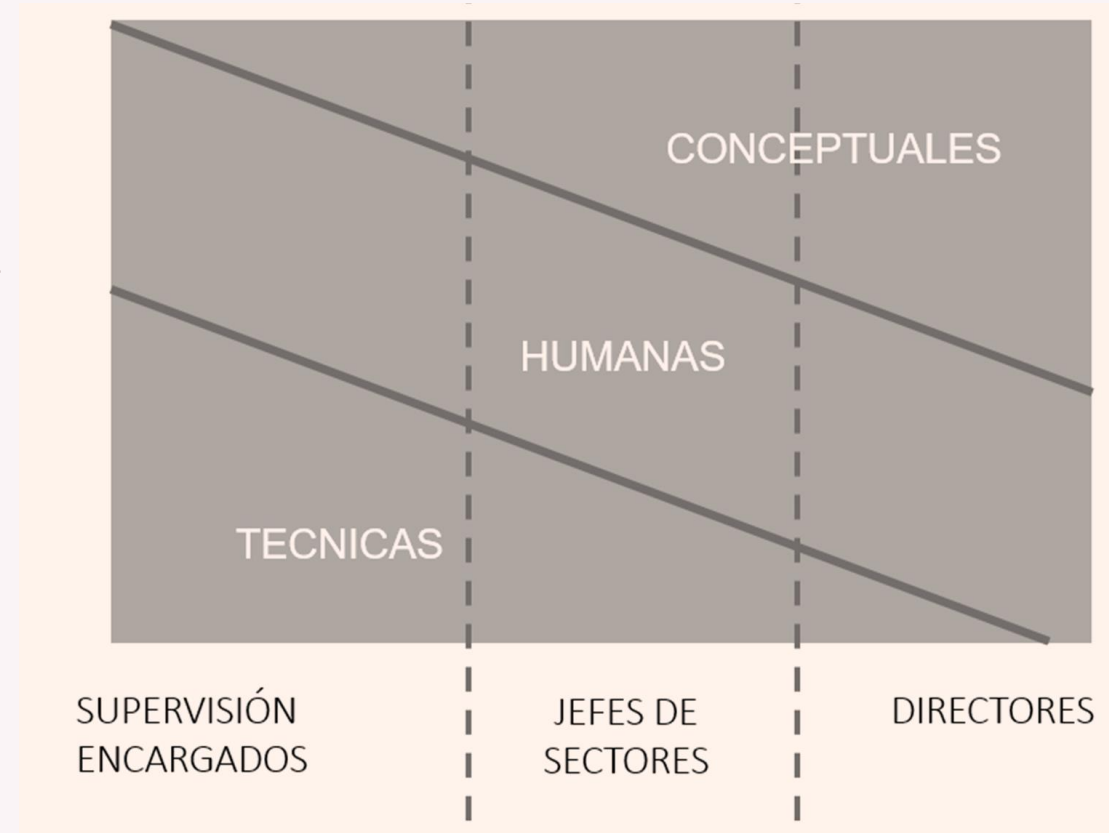 CONCEPTUALES
HUMANAS
TECNICAS
SUPERVISIÓN
ENCARGADOS
JEFES DE
SECTORES
DIRECTORES